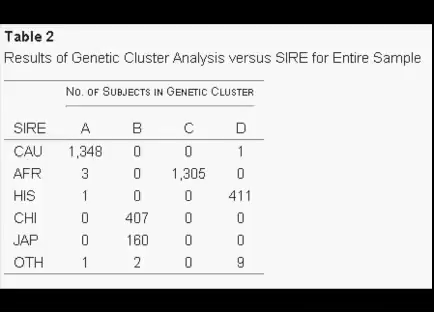 Table 2
Results of Genetic Cluster Analysis versus SIRE for Entire Sample
NO. OF SUBJECTS IN GENETIC CLUSTER
SIRE A B C D
CAU 1,348 0 0 1
AFR 3 0 1,305 0
HIS 1 0 0 411
CHI 0 407 0 0
JAP 0 160 0 0
OTH 1 2 0 9